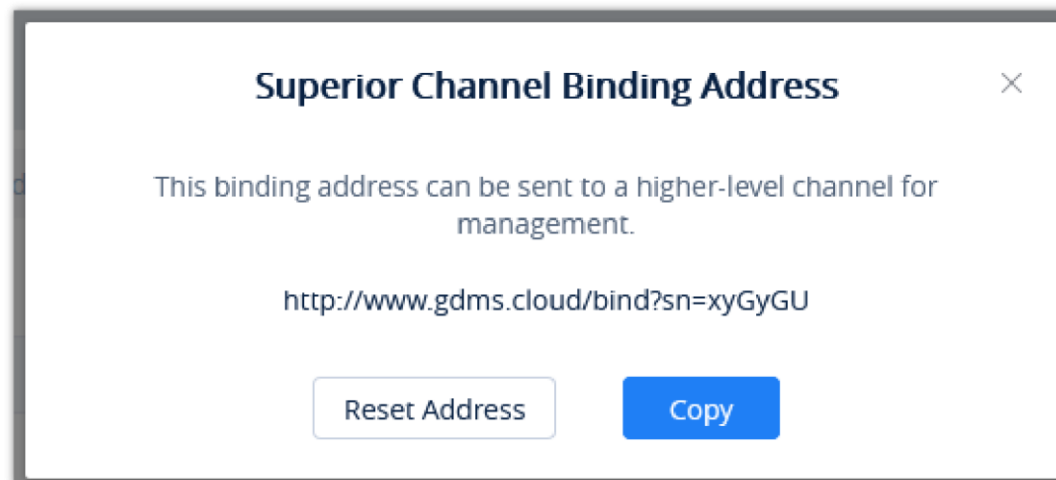 Superior Channel Binding Address
This binding address can be sent to a higher-level channel for
management.
http://www.gdms.cloud/bind?sn=xyGyGU
Reset Address
Copy